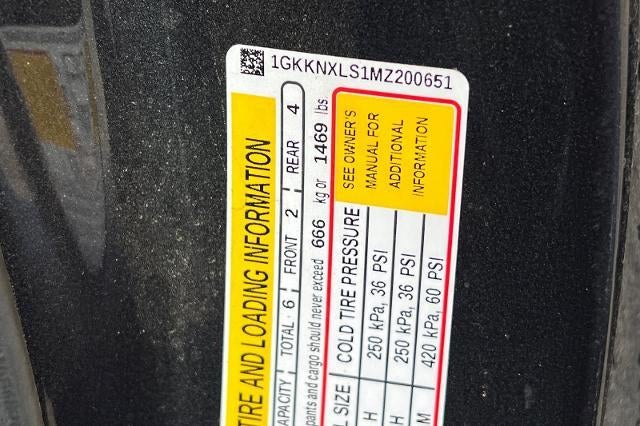 1GKKNXLS1MZ200651
TIRE AND LOADING INFORMATION
CAPACITY TOTAL 6 FRONT 2 REAR 4
pants and cargo should never exceed 666 kg or 1469 lbs
SIZE COLD TIRE PRESSURE
H 250 kPa, 36 PSI
H 250 kPa, 36 PSI
M 420 kPa, 60 PSI
SEE OWNER'S
MANUAL FOR
ADDITIONAL
INFORMATION